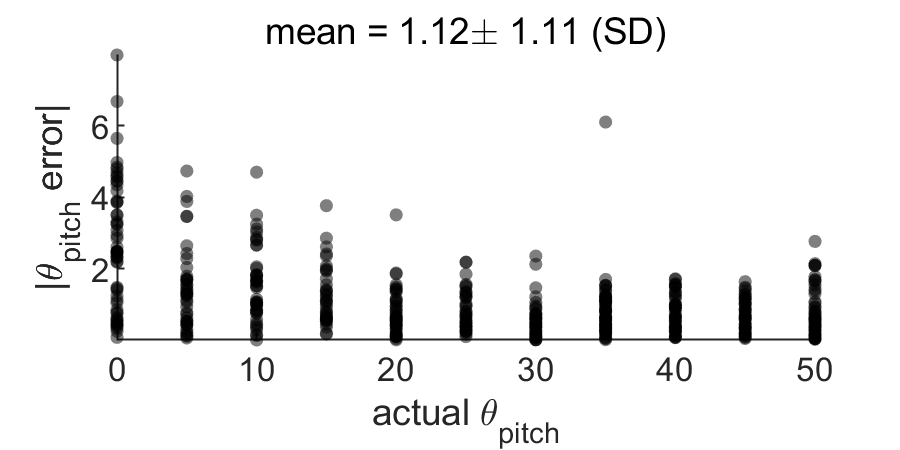 mean = 1.12± 1.11 (SD)
|θpitch error|
6
4
2
0 10 20 30 40 50
actual θpitch